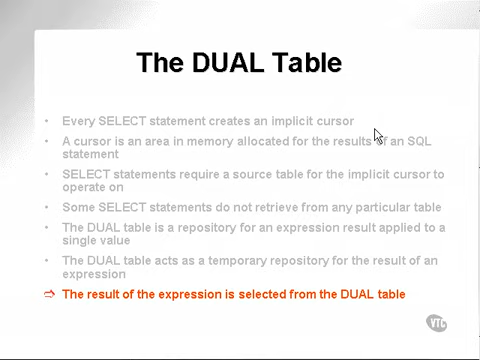 The DUAL Table
• Every SELECT statement creates an implicit cursor
• A cursor is an area in memory allocated for the results of an SQL
statement
• SELECT statements require a source table for the implicit cursor to
operate on
• Some SELECT statements do not retrieve from any particular table
• The DUAL table is a repository for an expression result applied to a
single value
• The DUAL table acts as a temporary repository for the result of an
expression
➩ The result of the expression is selected from the DUAL table
VTC